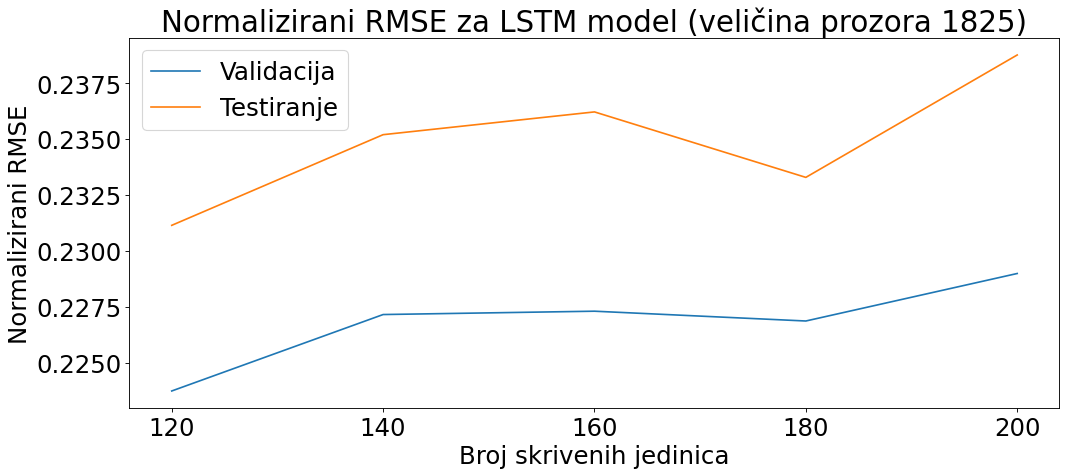 Normalizirani RMSE za LSTM model (veličina prozora 1825)
Validacija
Testiranje
Normalizirani RMSE
0.2375
0.2350
0.2325
0.2300
0.2275
0.2250
120 140 160 180 200
Broj skrivenih jedinica